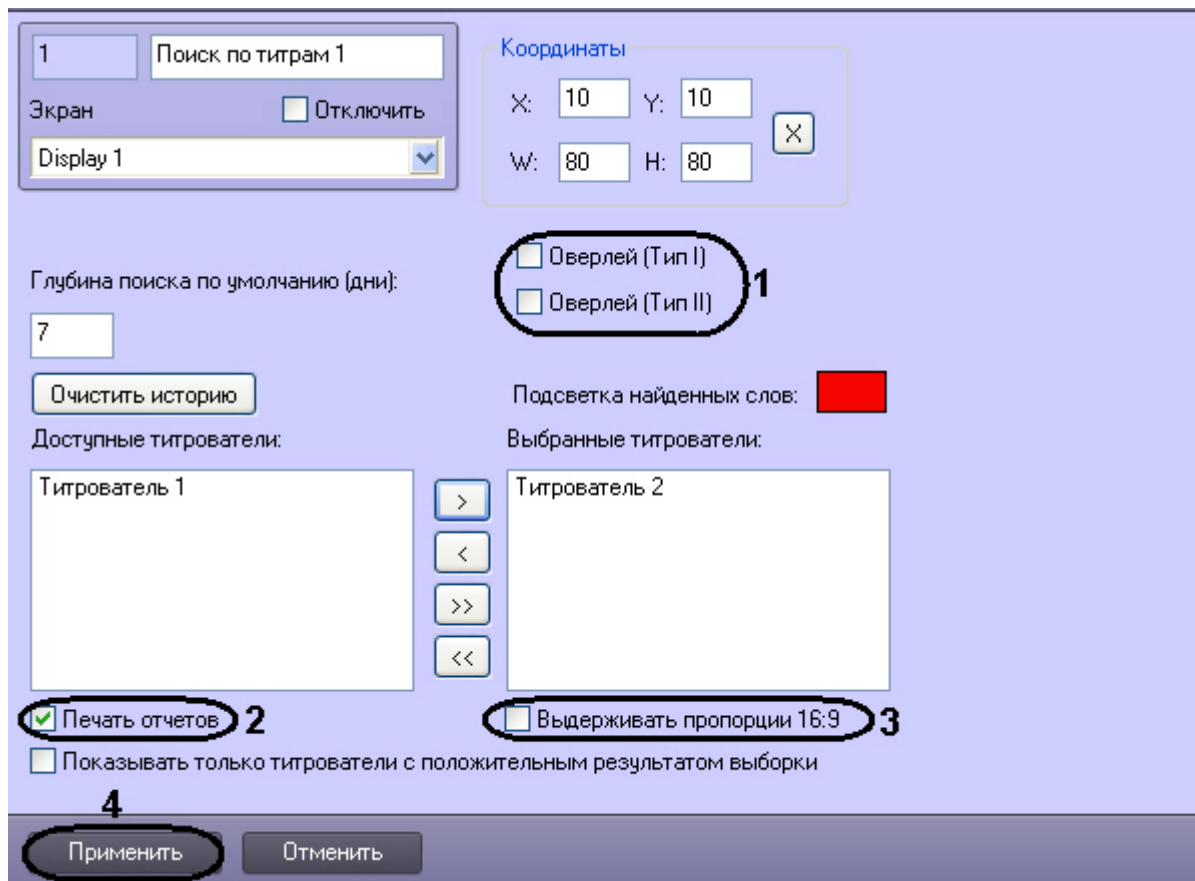 1 Поиск по титрам 1
Координаты
X: 10 Y: 10
Экран Отключить
X
Display 1
W: 80 H: 80
Оверлей (Тип I)
Глубина поиска по умолчанию (дни):
1
Оверлей (Тип II)
7
Очистить историю Подсветка найденных слов:
Доступные титрователи: Выбранные титрователи:
Титрователь 1 Титрователь 2
>
<
>>
<<
Печать отчетов 2 Выдерживать пропорции 16:9 3
Показывать только титрователи с положительным результатом выборки
4
Применить Отменить